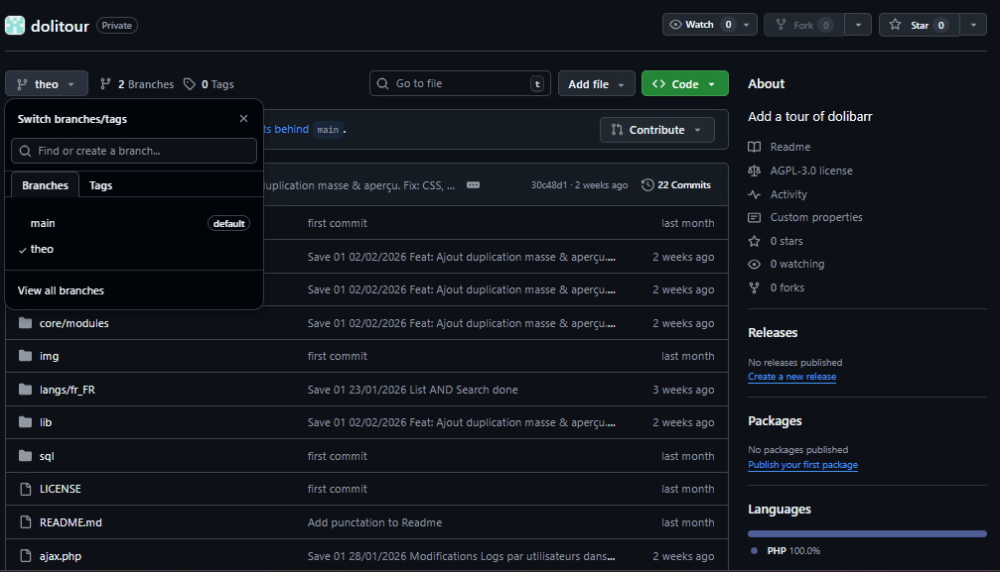 dolitour Private
Watch 0
Fork 0
Star 0
theo
2 Branches
0 Tags
Go to file t
Add file
Code
Switch branches/tags
Find or create a branch...
Branches Tags
main default
theo
View all branches
ts behind main .
Contribute
uplication masse & aperçu. Fix: CSS, ...
30c48d1 · 2 weeks ago
22 Commits
first commit last month
Save 01 02/02/2026 Feat: Ajout duplication masse & aperçu.... 2 weeks ago
Save 01 02/02/2026 Feat: Ajout duplication masse & aperçu.... 2 weeks ago
core/modules Save 01 02/02/2026 Feat: Ajout duplication masse & aperçu.... 2 weeks ago
img first commit last month
langs/fr_FR Save 01 23/01/2026 List AND Search done 3 weeks ago
lib Save 01 02/02/2026 Feat: Ajout duplication masse & aperçu.... 2 weeks ago
sql first commit last month
LICENSE first commit last month
README.md Add punctation to Readme last month
ajax.php Save 01 28/01/2026 Modifications Logs par utilisateurs dans... 2 weeks ago
About
Add a tour of dolibarr
Readme
AGPL-3.0 license
Activity
Custom properties
0 stars
0 watching
0 forks
Releases
No releases published
Create a new release
Packages
No packages published
Publish your first package
Languages
PHP 100.0%